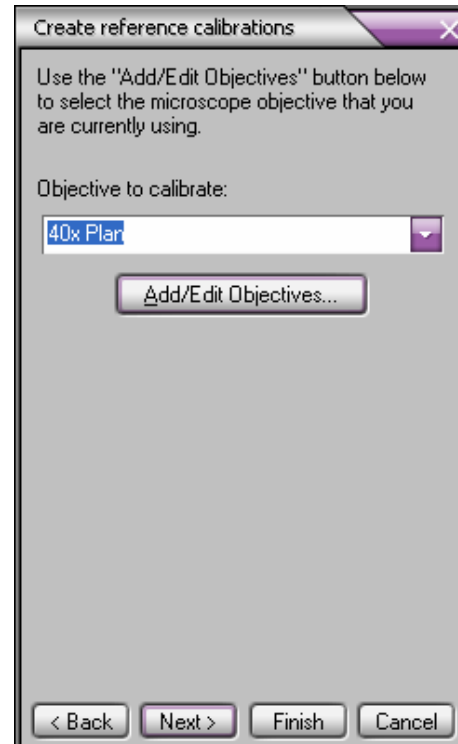 Create reference calibrations
Use the "Add/Edit Objectives" button below
to select the microscope objective that you
are currently using.
Objective to calibrate:
40x Plan
Add/Edit Objectives...
< Back Next > Finish Cancel